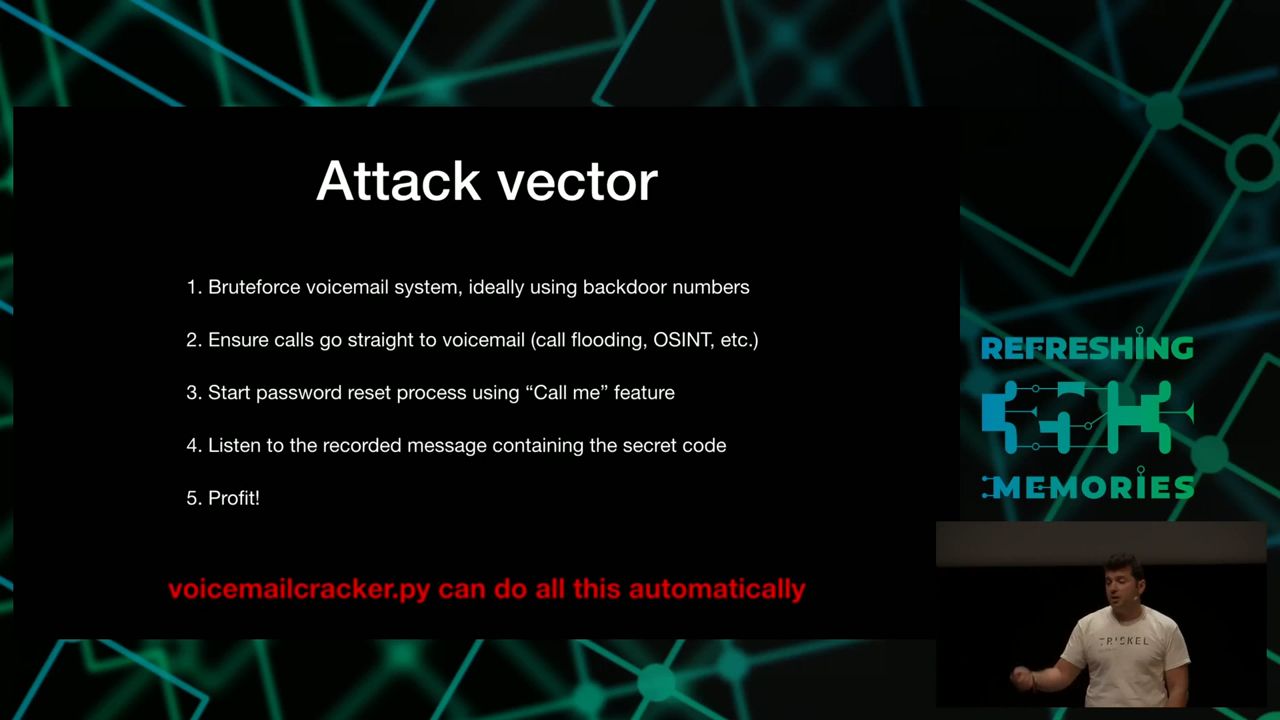 Attack vector
1. Bruteforce voicemail system, ideally using backdoor numbers
2. Ensure calls go straight to voicemail (call flooding, OSINT, etc.)
3. Start password reset process using “Call me” feature
4. Listen to the recorded message containing the secret code
5. Profit!
voicemailcracker.py can do all this automatically
REFRESHING
MEMORIES
TRISKEL